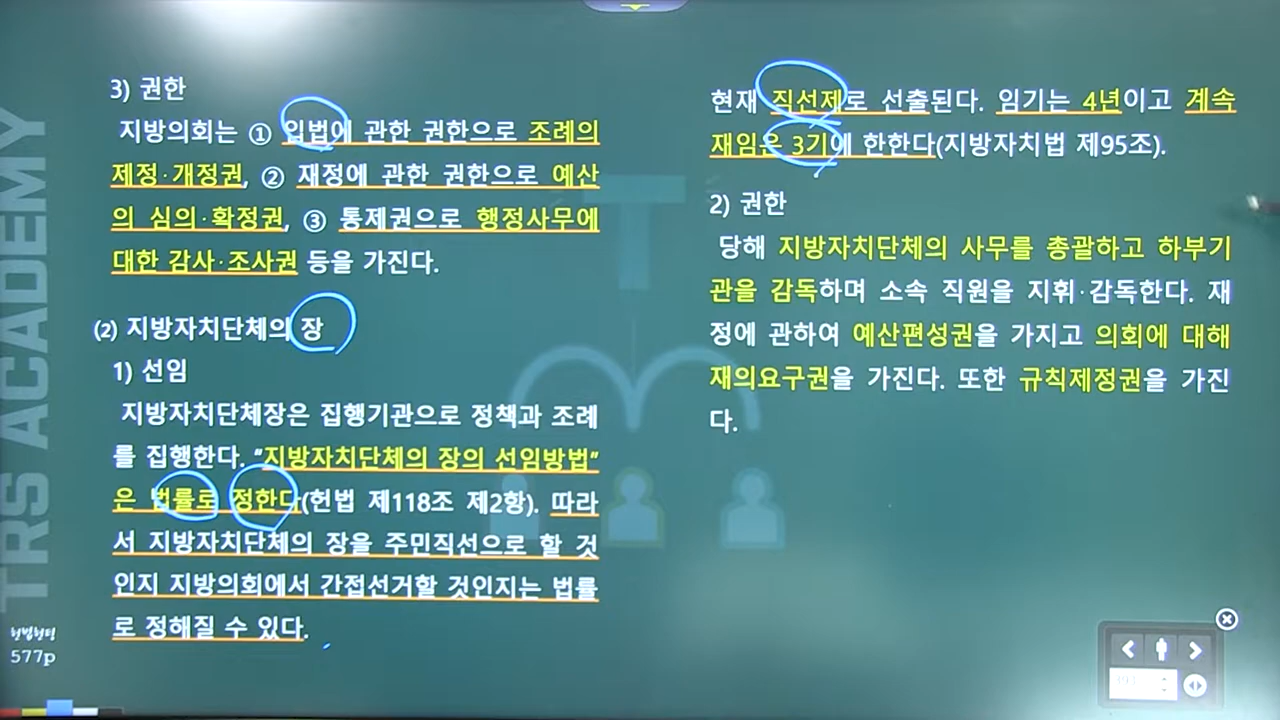 TRS ACADEMY
3) 권한
지방의회는 ① 입법에 관한 권한으로 조례의
제정·개정권, ② 재정에 관한 권한으로 예산
의 심의·확정권, ③ 통제권으로 행정사무에
대한 감사·조사권 등을 가진다.
(2) 지방자치단체의 장
1) 선임
지방자치단체장은 집행기관으로 정책과 조례
를 집행한다. “지방자치단체의 장의 선임방법”
은 법률로 정한다(헌법 제118조 제2항). 따라
서 지방자치단체의 장을 주민직선으로 할 것
인지 지방의회에서 간접선거할 것인지는 법률
로 정해질 수 있다.
577p
현재 직선제로 선출된다. 임기는 4년이고 계속
재임은 3기에 한한다(지방자치법 제95조).
2) 권한
당해 지방자치단체의 사무를 총괄하고 하부기
관을 감독하며 소속 직원을 지휘·감독한다. 재
정에 관하여 예산편성권을 가지고 의회에 대해
재의요구권을 가진다. 또한 규칙제정권을 가진
다.